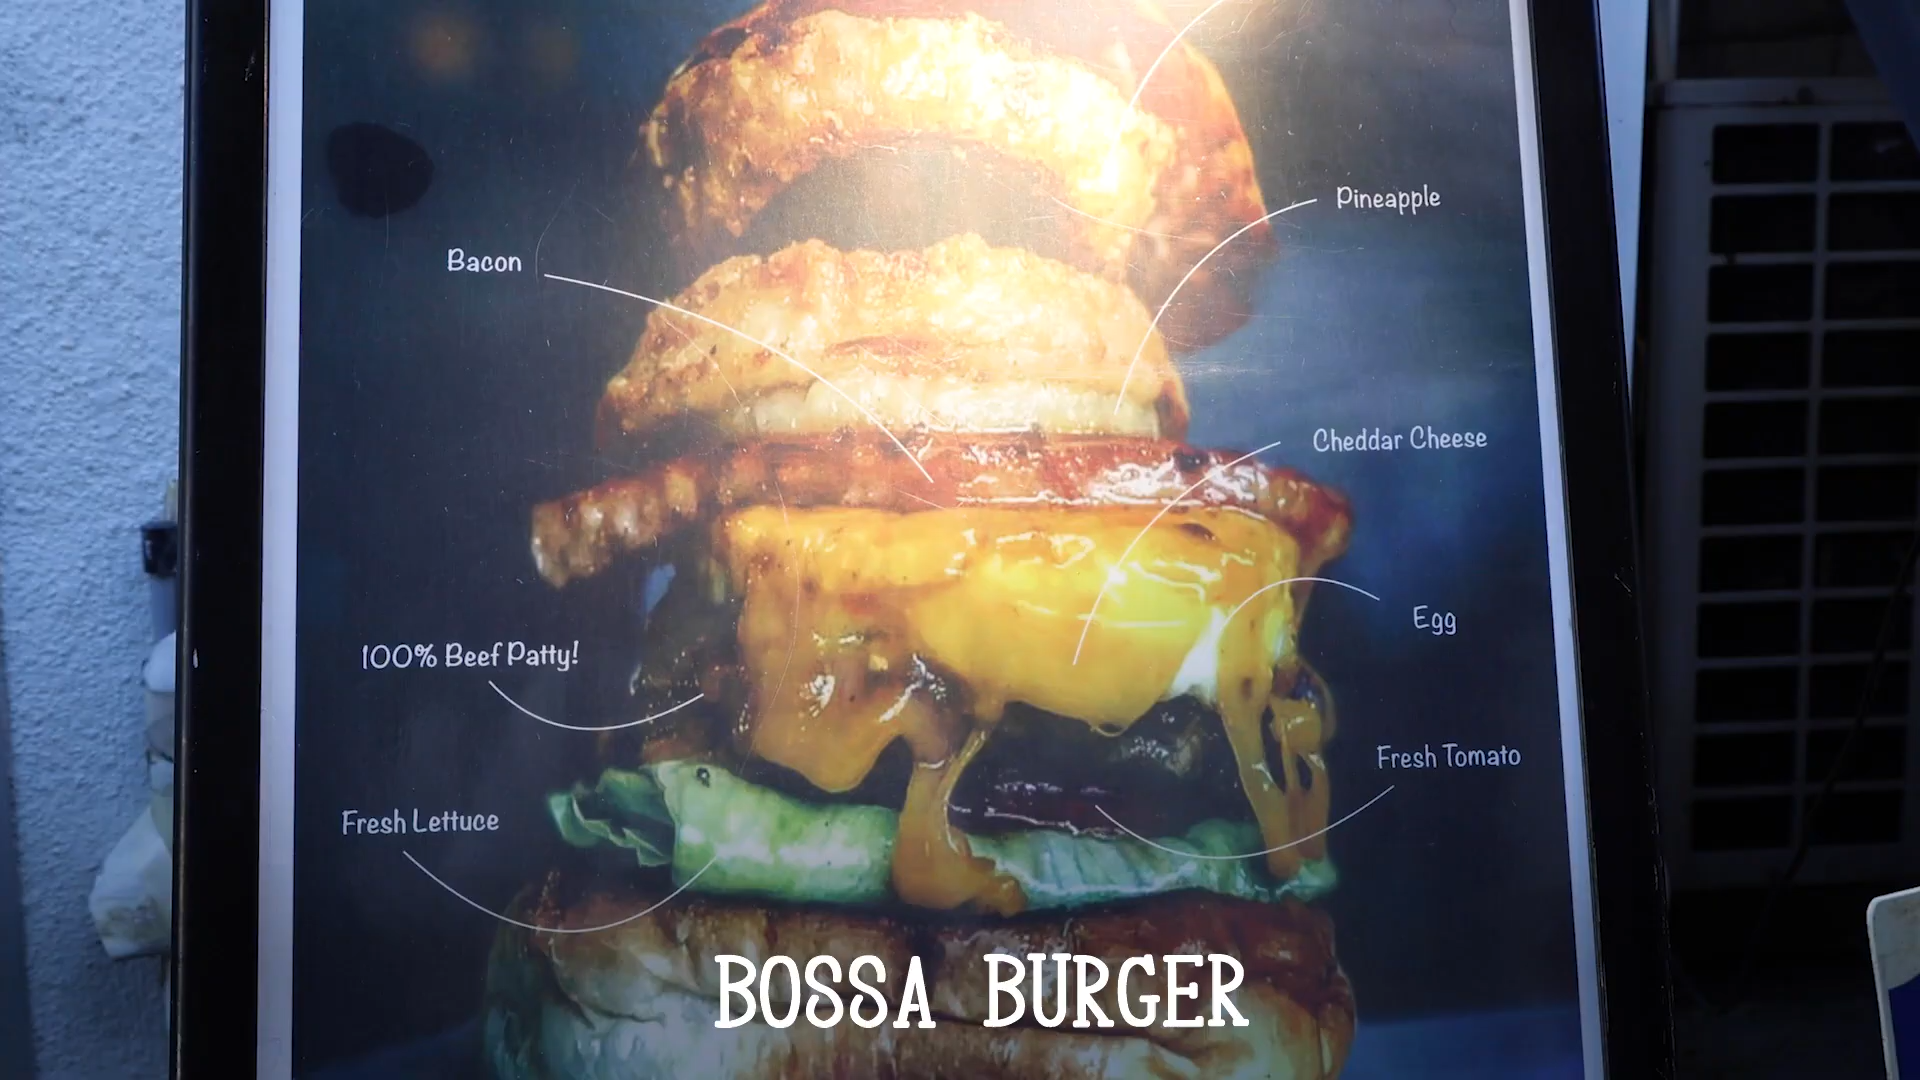 Pineapple
Bacon
Cheddar Cheese
Egg
100% Beef Patty!
Fresh Tomato
Fresh Lettuce
BOSSA BURGER